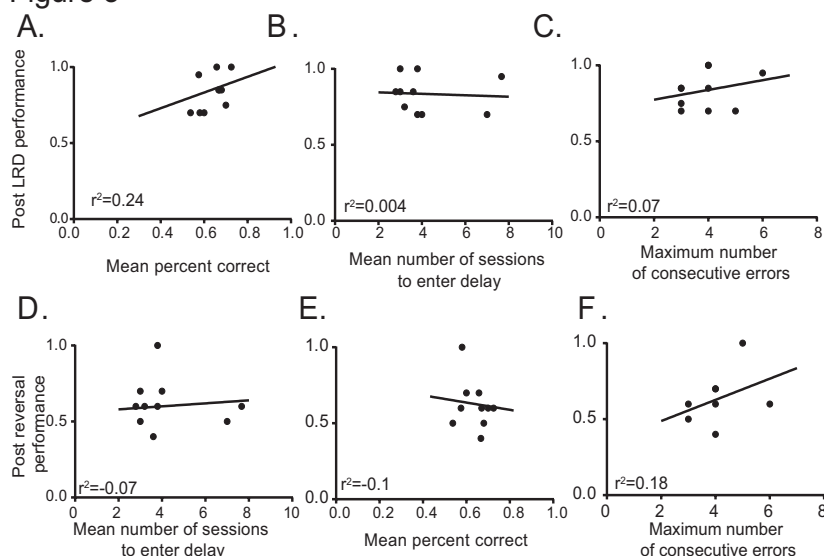 Figure
A.
B.
C.
Post LRD performance
1.0
0.5
0.0
r²=0.24
0.0 0.2 0.4 0.6 0.8 1.0
Mean percent correct
1.0
0.5
0.0
r²=0.004
0 2 4 6 8 10
Mean number of sessions
to enter delay
1.0
0.5
0.0
r²=0.07
0 2 4 6 8
Maximum number
of consecutive errors
D.
E.
F.
Post reversal
performance
1.0
0.5
0.0
r²=-0.07
0 2 4 6 8 10
Mean number of sessions
to enter delay
1.0
0.5
0.0
r²=-0.1
0.0 0.2 0.4 0.6 0.8 1.0
Mean percent correct
1.0
0.5
0.0
r²=0.18
0 2 4 6 8
Maximum number
of consecutive errors